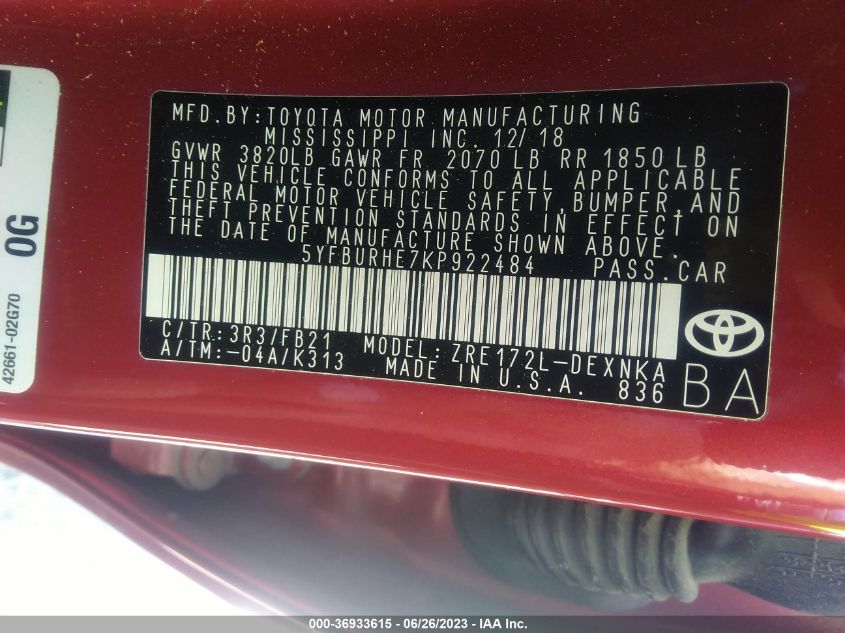 MFD. BY: TOYOTA MOTOR MANUFACTURING
MISSISSIPPI INC. 12/18
GVWR 3820LB GAWR FR. 2070 LB RR 1850 LB
THIS VEHICLE CONFORMS TO ALL APPLICABLE
FEDERAL MOTOR VEHICLE SAFETY, BUMPER, AND
THEFT PREVENTION STANDARDS IN EFFECT ON
THE DATE OF MANUFACTURE SHOWN ABOVE.
5YFBURHE7KP922484 PASS. CAR
C/TR: 3R3/FB21 MODEL: ZRE172L-DEXNKA
A/TM: -04A/K313 MADE IN U.S.A. 836 BA
0G
42661-02G70
000-36933615 - 06/26/2023 - IAA Inc.